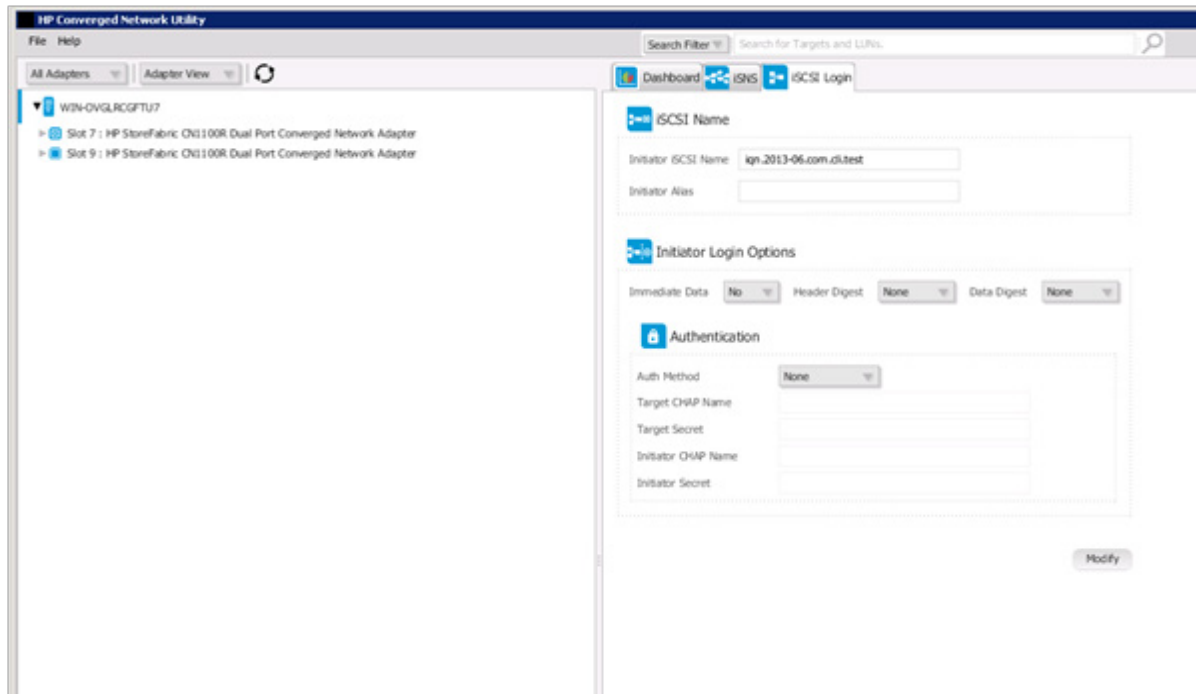 HP Converged Network Utility
File Help
Search Filter Search for Targets and LUNs.
All Adapters Adapter View
Dashboard iSNS iSCSI Login
WIN-OVGLRCGFTU7
Slot 7 : HP StoreFabric CN1100R Dual Port Converged Network Adapter
Slot 9 : HP StoreFabric CN1100R Dual Port Converged Network Adapter
iSCSI Name
Initiator iSCSI Name iqn.2013-06.com.cli.test
Initiator Alias
Initiator Login Options
Immediate Data No Header Digest None Data Digest None
Authentication
Auth Method None
Target CHAP Name
Target Secret
Initiator CHAP Name
Initiator Secret
Modify